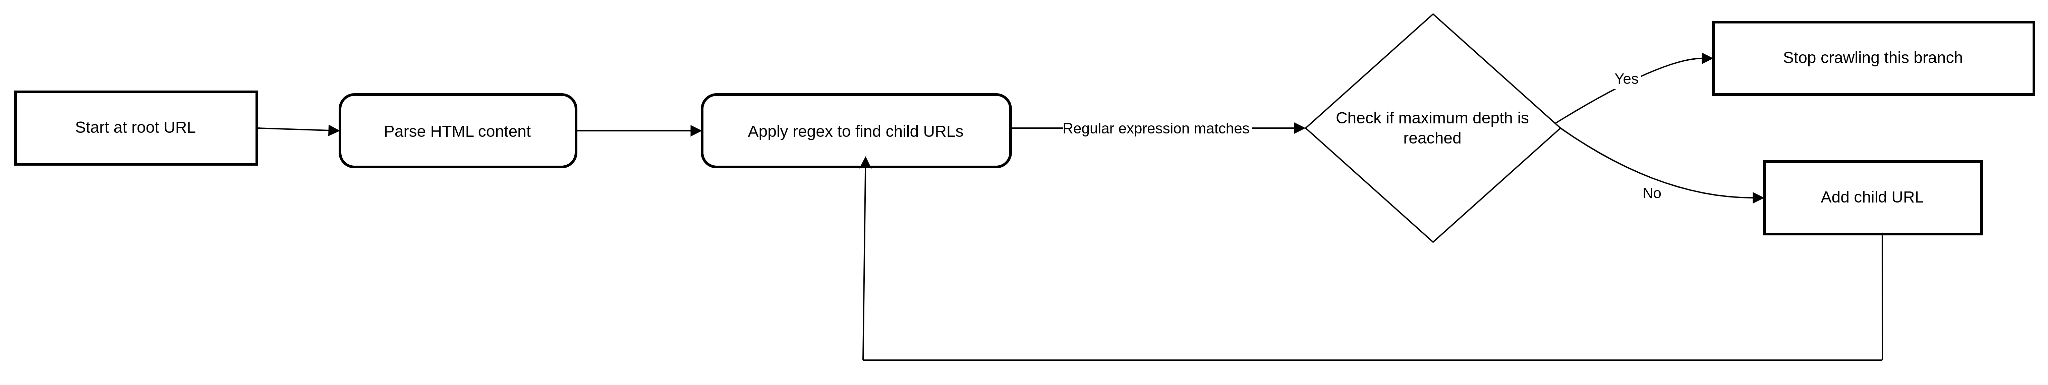 Start at root URL
Parse HTML content
Apply regex to find child URLs
Regular expression matches
Check if maximum depth is
reached
Yes
Stop crawling this branch
No
Add child URL